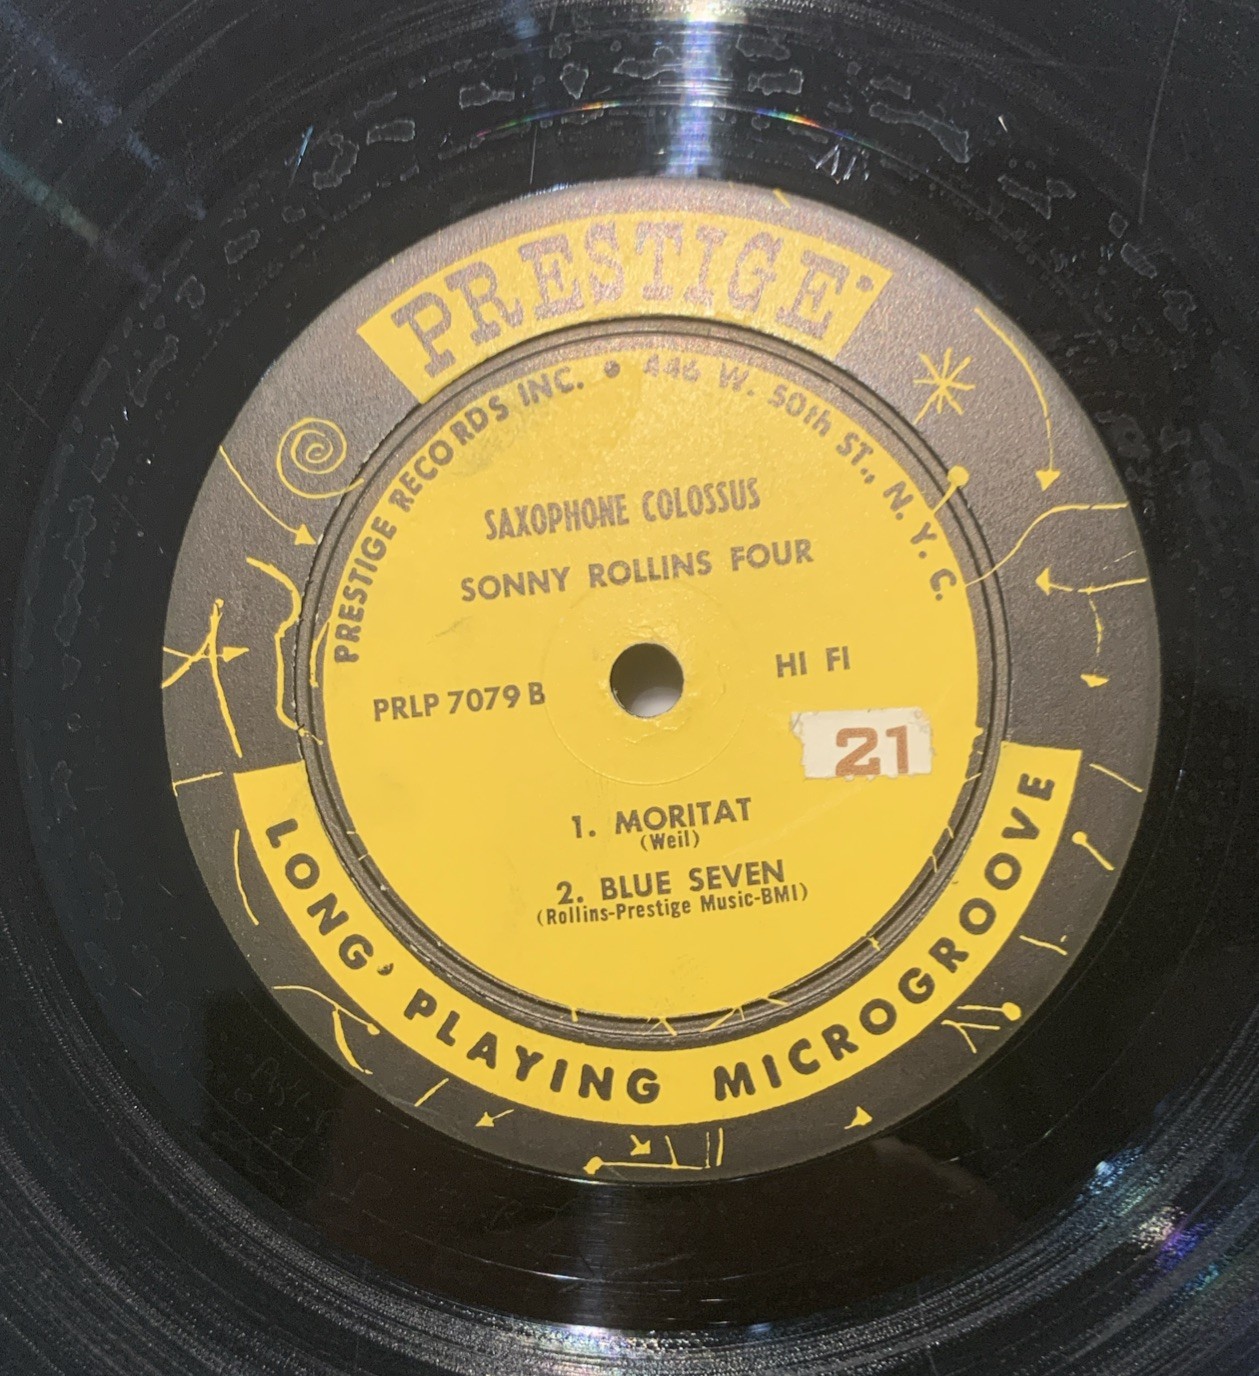 PRESTIGE
PRESTIGE RECORDS INC. • 446 W. 50th ST., N.Y.C.
SAXOPHONE COLOSSUS
SONNY ROLLINS FOUR
PRLP 7079 B
HI FI
21
1. MORITAT
(Weil)
2. BLUE SEVEN
(Rollins-Prestige Music-BMI)
LONG' PLAYING MICROGROOVE